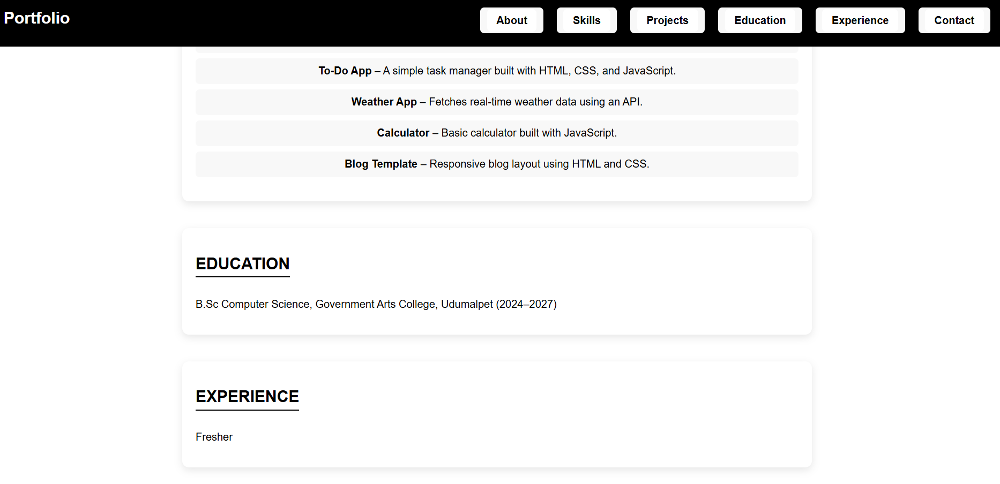 Portfolio
About Skills Projects Education Experience Contact
To-Do App – A simple task manager built with HTML, CSS, and JavaScript.
Weather App – Fetches real-time weather data using an API.
Calculator – Basic calculator built with JavaScript.
Blog Template – Responsive blog layout using HTML and CSS.
EDUCATION
B.Sc Computer Science, Government Arts College, Udumalpet (2024–2027)
EXPERIENCE
Fresher